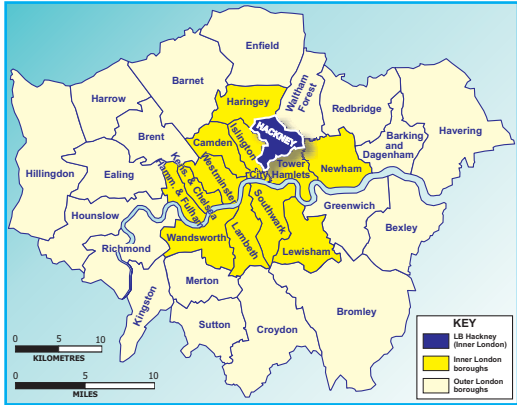 Enfield
Barnet
Haringey
Waltham
Forest
Harrow
Redbridge
Havering
Brent
Camden
Islington
HACKNEY
Barking
and
Dagenham
Hillingdon
Ealing
Hamm. & Fulham
Kens. & Chelsea
Westminster
City
Tower
Hamlets
Newham
Hounslow
Southwark
Greenwich
Bexley
Richmond
Wandsworth
Lambeth
Lewisham
Kingston
Merton
Sutton
Croydon
Bromley
0 5 10
KILOMETRES
0 5 10
MILES
KEY
LB Hackney
(Inner London)
Inner London
boroughs
Outer London
boroughs